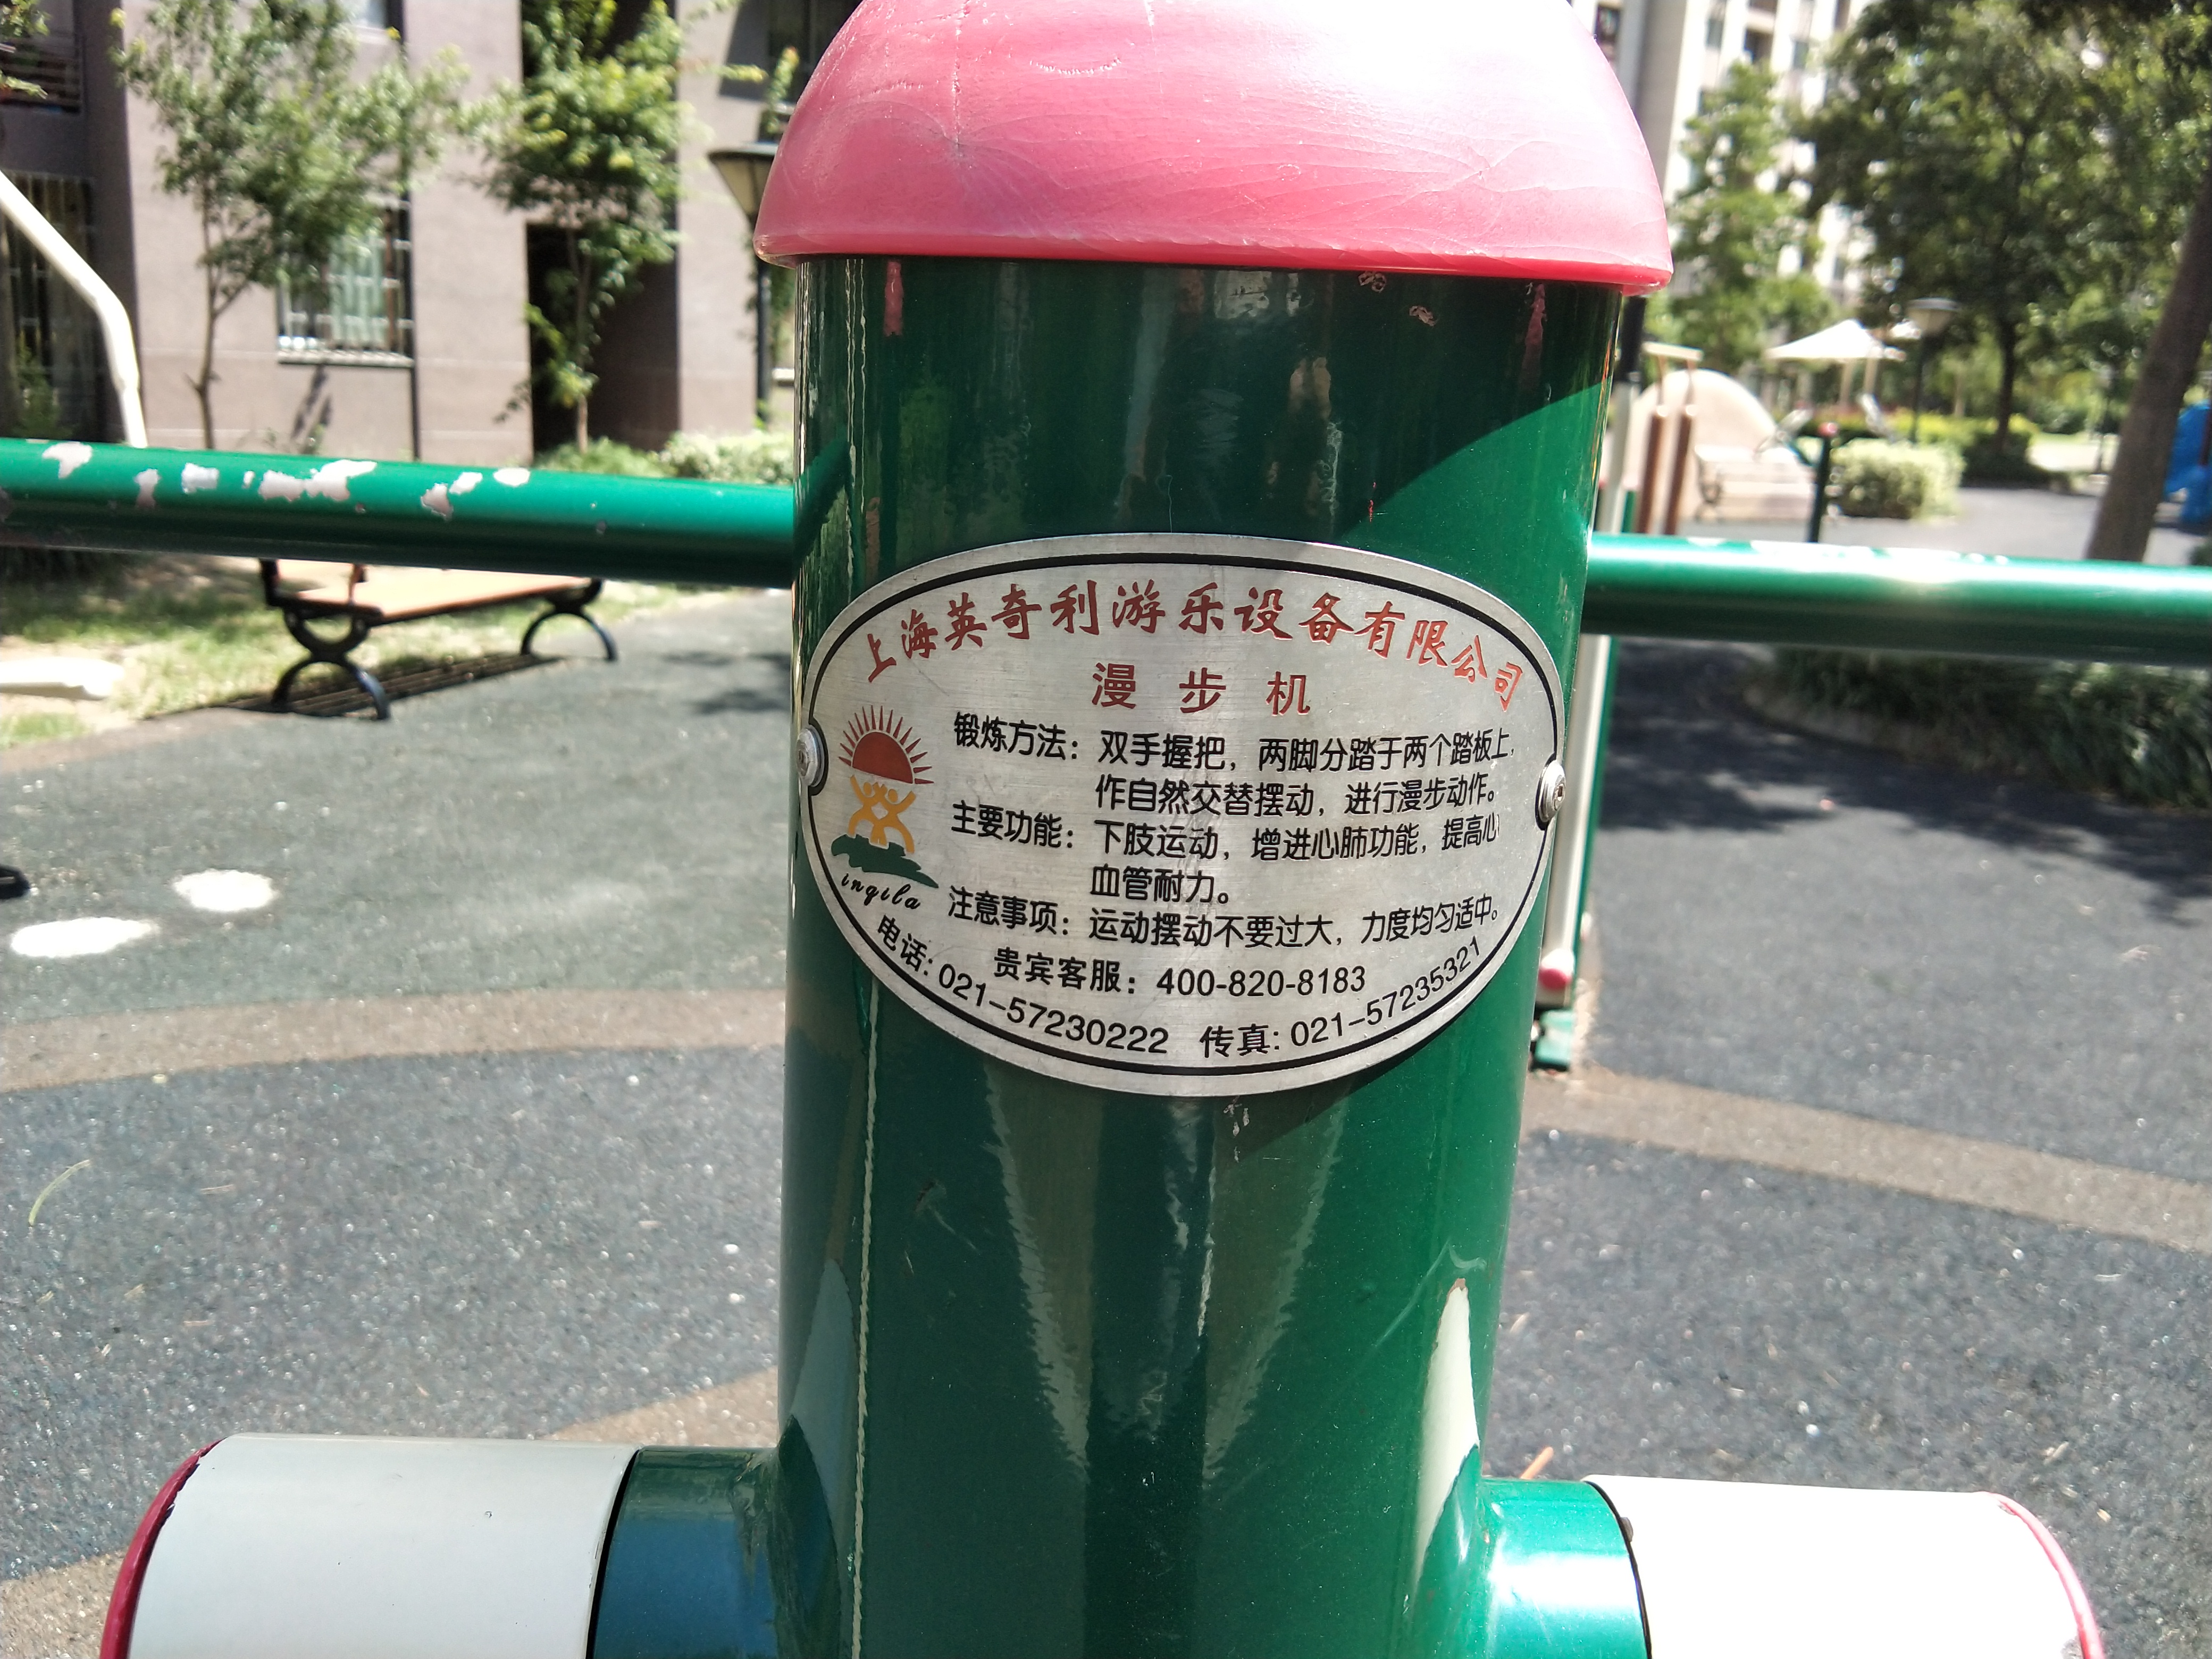 上海英奇利游乐设备有限公司
漫步机
锻炼方法：双手握把，两脚分踏于两个踏板上，
作自然交替摆动，进行漫步动作。
主要功能：下肢运动，增进心肺功能，提高心
血管耐力。
注意事项：运动摆动不要过大，力度均匀适中。
inqila
贵宾客服：400-820-8183
电话：021-57230222 传真：021-57235321